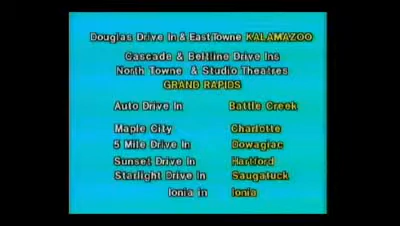 Douglas Drive In & East Towne KALAMAZOO
Cascade & Beltline Drive Ins
North Towne & Studio Theatres
GRAND RAPIDS
Auto Drive In Battle Creek
Maple City Charlotte
5 Mile Drive In Dowagiac
Sunset Drive In Hartford
Starlight Drive In Saugatuck
Ionia in Ionia